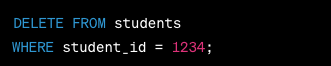 DELETE FROM students
WHERE student_id = 1234;